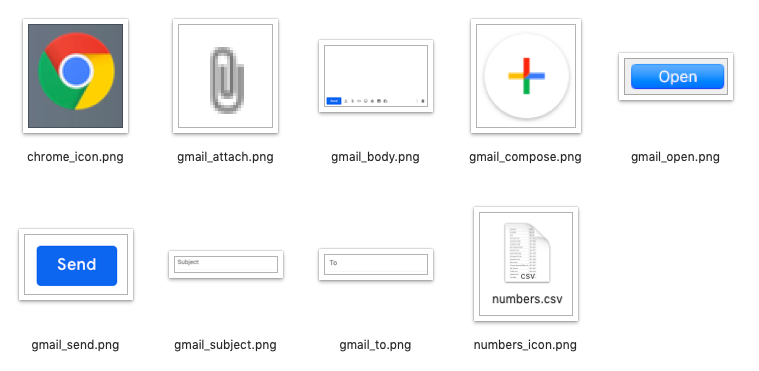 Send
Open
chrome_icon.png
gmail_attach.png
gmail_body.png
gmail_compose.png
gmail_open.png
Send
Subject
To
CSV
numbers.csv
gmail_send.png
gmail_subject.png
gmail_to.png
numbers_icon.png